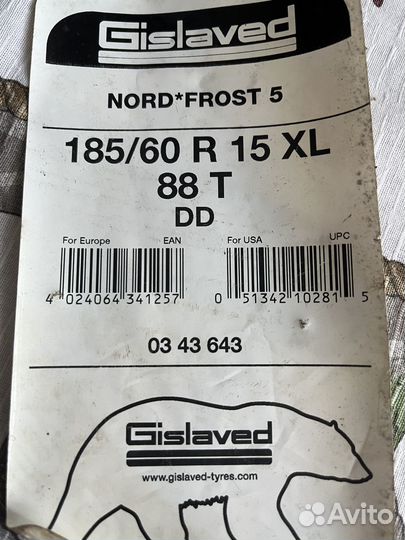 Gislaved
NORD*FROST 5
185/60 R 15 XL
88 T
DD
For Europe EAN For USA UPC
4 024064 341257 0 51342 10281 5
03 43 643
Gislaved
www.gislaved-tyres.com
Avito